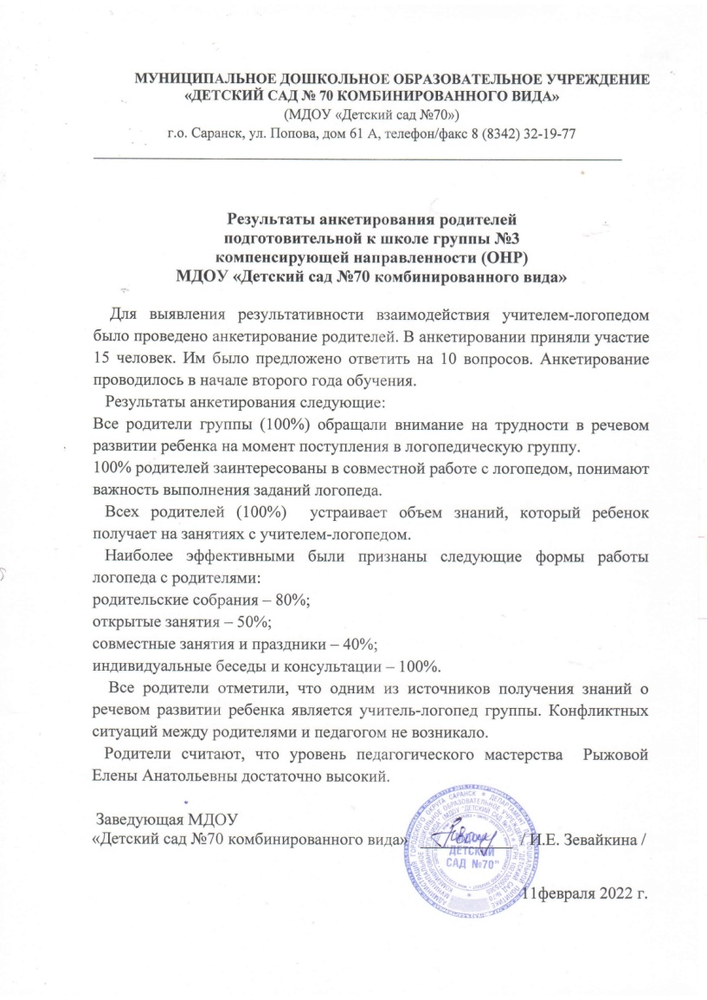 МУНИЦИПАЛЬНОЕ ДОШКОЛЬНОЕ ОБРАЗОВАТЕЛЬНОЕ УЧРЕЖДЕНИЕ
«ДЕТСКИЙ САД № 70 КОМБИНИРОВАННОГО ВИДА»
(МДОУ «Детский сад №70»)
г.о. Саранск, ул. Попова, дом 61 А, телефон/факс 8 (8342) 32-19-77
Результаты анкетирования родителей
подготовительной к школе группы №3
компенсирующей направленности (ОНР)
МДОУ «Детский сад №70 комбинированного вида»
Для выявления результативности взаимодействия учителем-логопедом
было проведено анкетирование родителей. В анкетировании приняли участие
15 человек. Им было предложено ответить на 10 вопросов. Анкетирование
проводилось в начале второго года обучения.
Результаты анкетирования следующие:
Все родители группы (100%) обращали внимание на трудности в речевом
развитии ребенка на момент поступления в логопедическую группу.
100% родителей заинтересованы в совместной работе с логопедом, понимают
важность выполнения заданий логопеда.
Всех родителей (100%) устраивает объем знаний, который ребенок
получает на занятиях с учителем-логопедом.
Наиболее эффективными были признаны следующие формы работы
логопеда с родителями:
родительские собрания – 80%;
открытые занятия – 50%;
совместные занятия и праздники – 40%;
индивидуальные беседы и консультации – 100%.
Все родители отметили, что одним из источников получения знаний о
речевом развитии ребенка является учитель-логопед группы. Конфликтных
ситуаций между родителями и педагогом не возникало.
Родители считают, что уровень педагогического мастерства Рыжовой
Елены Анатольевны достаточно высокий.
Заведующая МДОУ
«Детский сад №70 комбинированного вида» / И.Е. Зевайкина /
ДЕТСКИЙ
САД №70"
11февраля 2022 г.